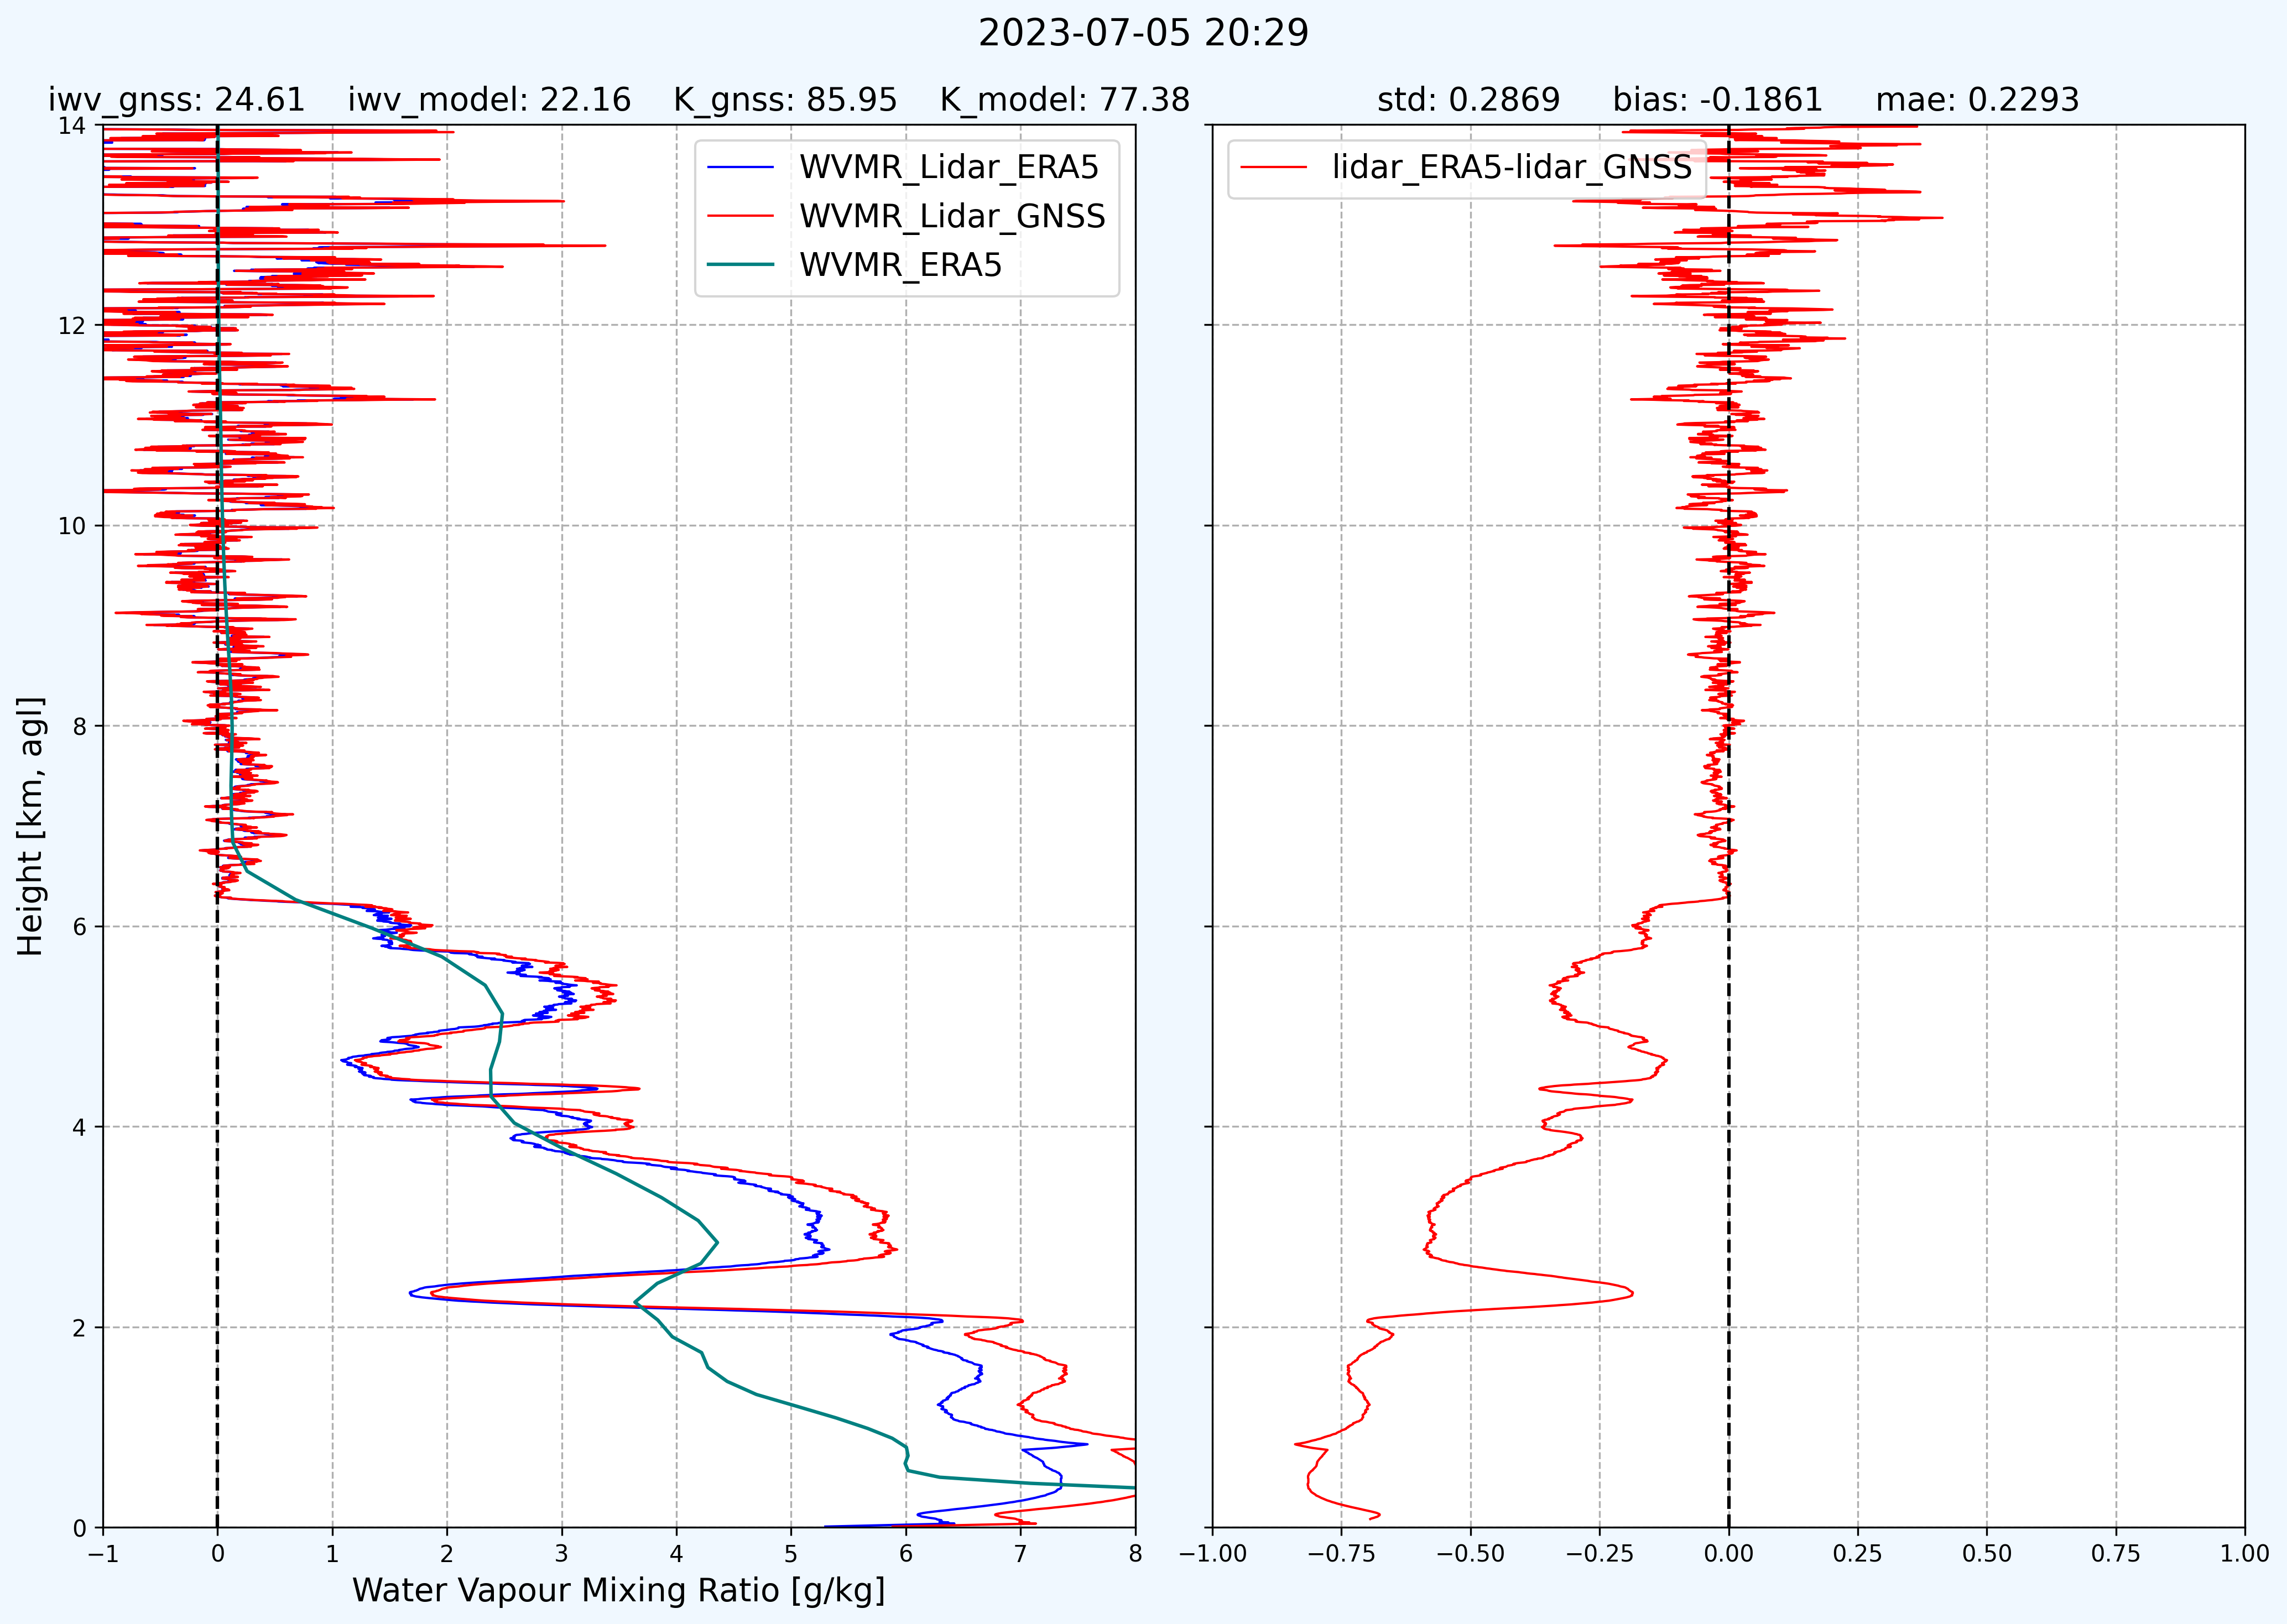 2023-07-05 20:29
iwv_gnss: 24.61 iwv_model: 22.16 K_gnss: 85.95 K_model: 77.38
std: 0.2869 bias: -0.1861 mae: 0.2293
WVMR_Lidar_ERA5
WVMR_Lidar_GNSS
WVMR_ERA5
lidar_ERA5-lidar_GNSS
Height [km, agl]
14
12
10
8
6
4
2
0
−1 0 1 2 3 4 5 6 7 8
Water Vapour Mixing Ratio [g/kg]
−1.00 −0.75 −0.50 −0.25 0.00 0.25 0.50 0.75 1.00